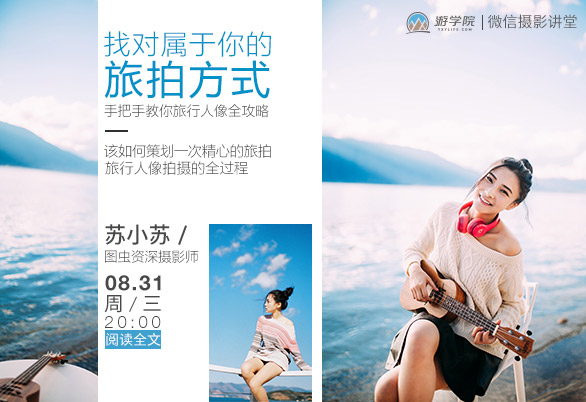 找对属于你的
旅拍方式
手把手教你旅行人像全攻略
该如何策划一次精心的旅拍
旅行人像拍摄的全过程
苏小苏 /
图虫资深摄影师
08.31
周 / 三
20:00
阅读全文
遊学院 | 微信摄影讲堂
YXYLIFE.COM